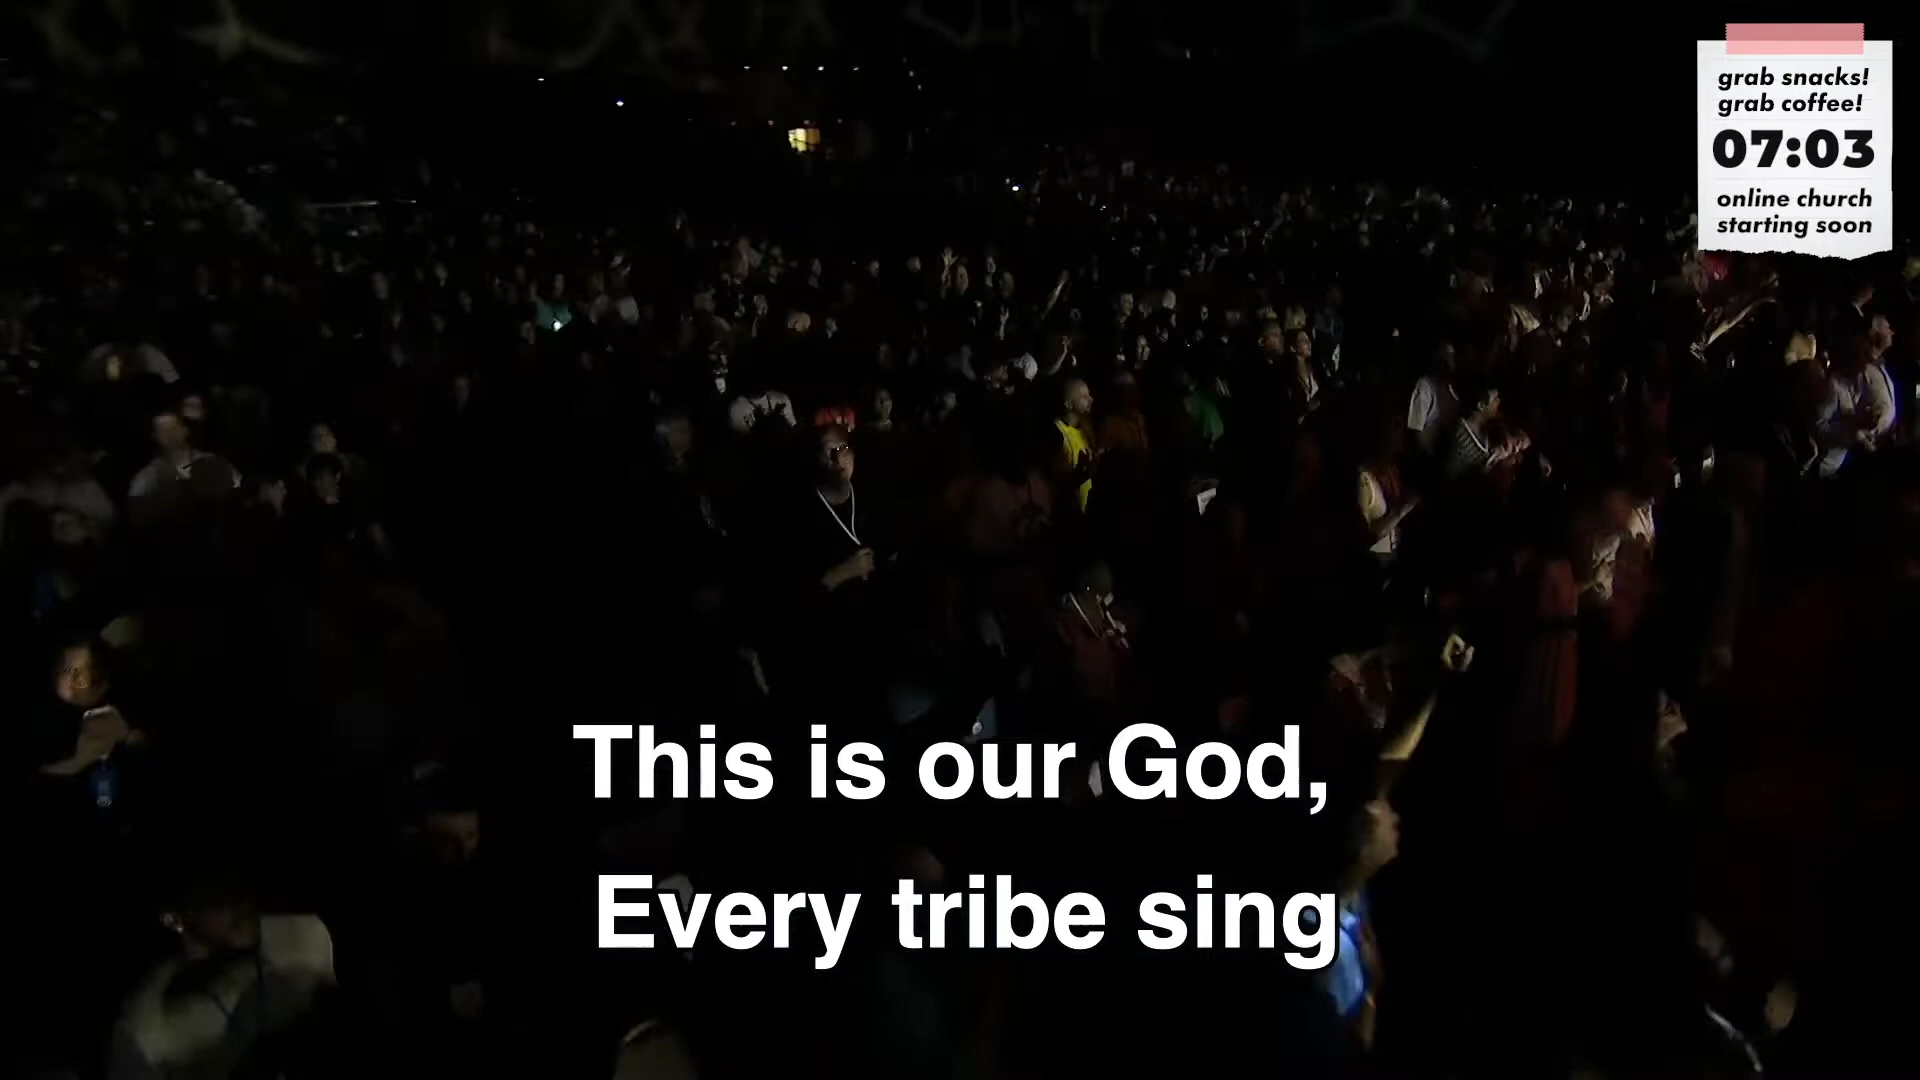 grab snacks!
grab coffee!
07:03
online church
starting soon
This is our God,
Every tribe sing